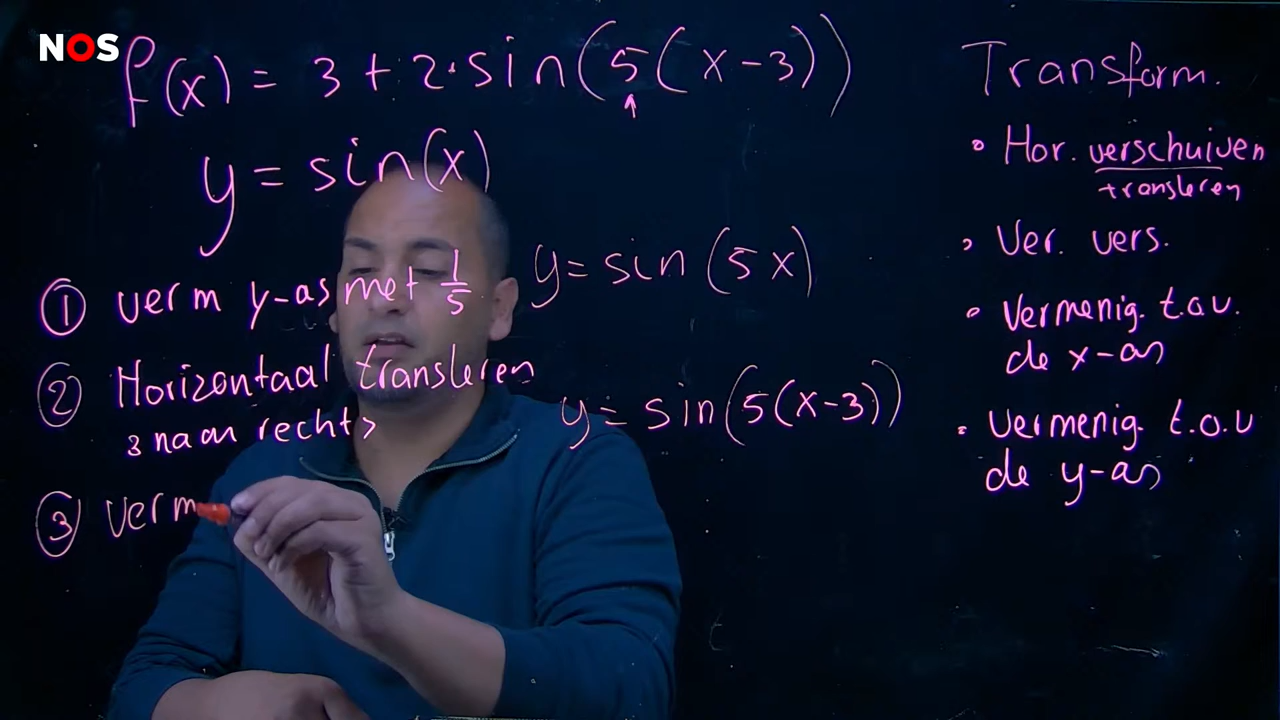 NOS
f(x) = 3 + 2·sin(5(x-3))
↑
y = sin(x)
① verm y-as met 1/5
y = sin(5x)
② Horizontaal transleren
3 naar rechts
y = sin(5(x-3))
③ verm
Transform.
• Hor. verschuiven
transleren
• Ver. vers.
• Vermenig. t.o.v.
de x-as
• Vermenig. t.o.v
de y-as